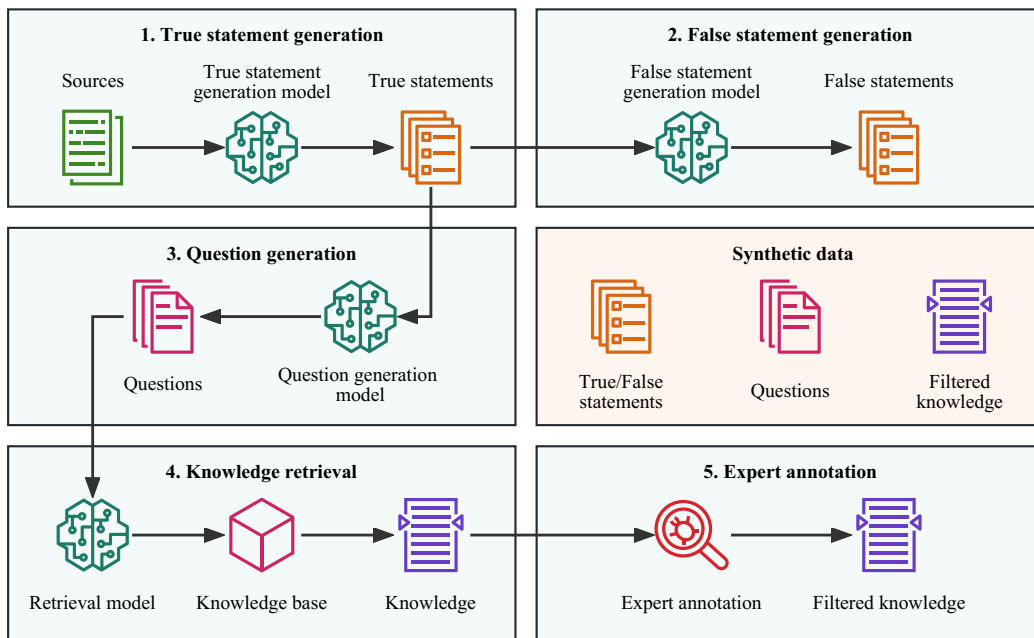 1. True statement generation
Sources
True statement
generation model
True statements
2. False statement generation
False statement
generation model
False statements
3. Question generation
Questions
Question generation
model
Synthetic data
True/False
statements
Questions
Filtered
knowledge
4. Knowledge retrieval
Retrieval model
Knowledge base
Knowledge
5. Expert annotation
Expert annotation
Filtered knowledge